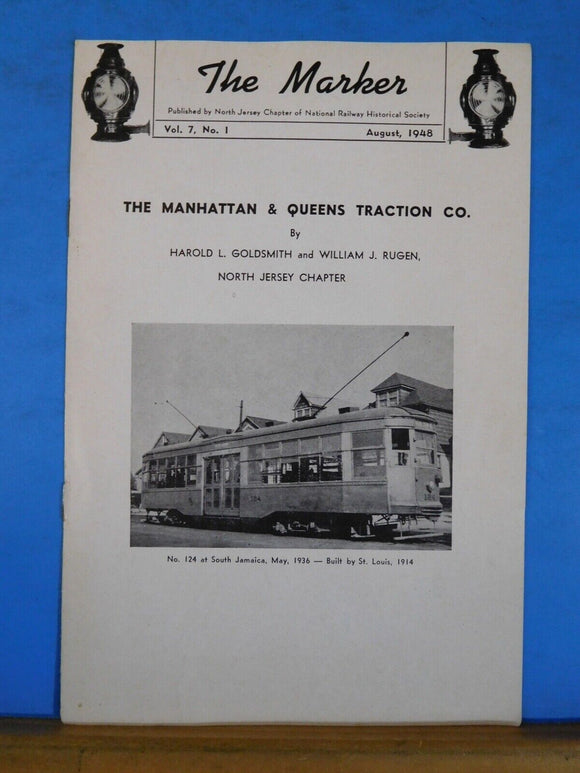 The Marker
Published by North Jersey Chapter of National Railway Historical Society
Vol. 7, No. 1 August, 1948
THE MANHATTAN & QUEENS TRACTION CO.
By
HAROLD L. GOLDSMITH and WILLIAM J. RUGEN,
NORTH JERSEY CHAPTER
124
No. 124 at South Jamaica, May, 1936 — Built by St. Louis, 1914